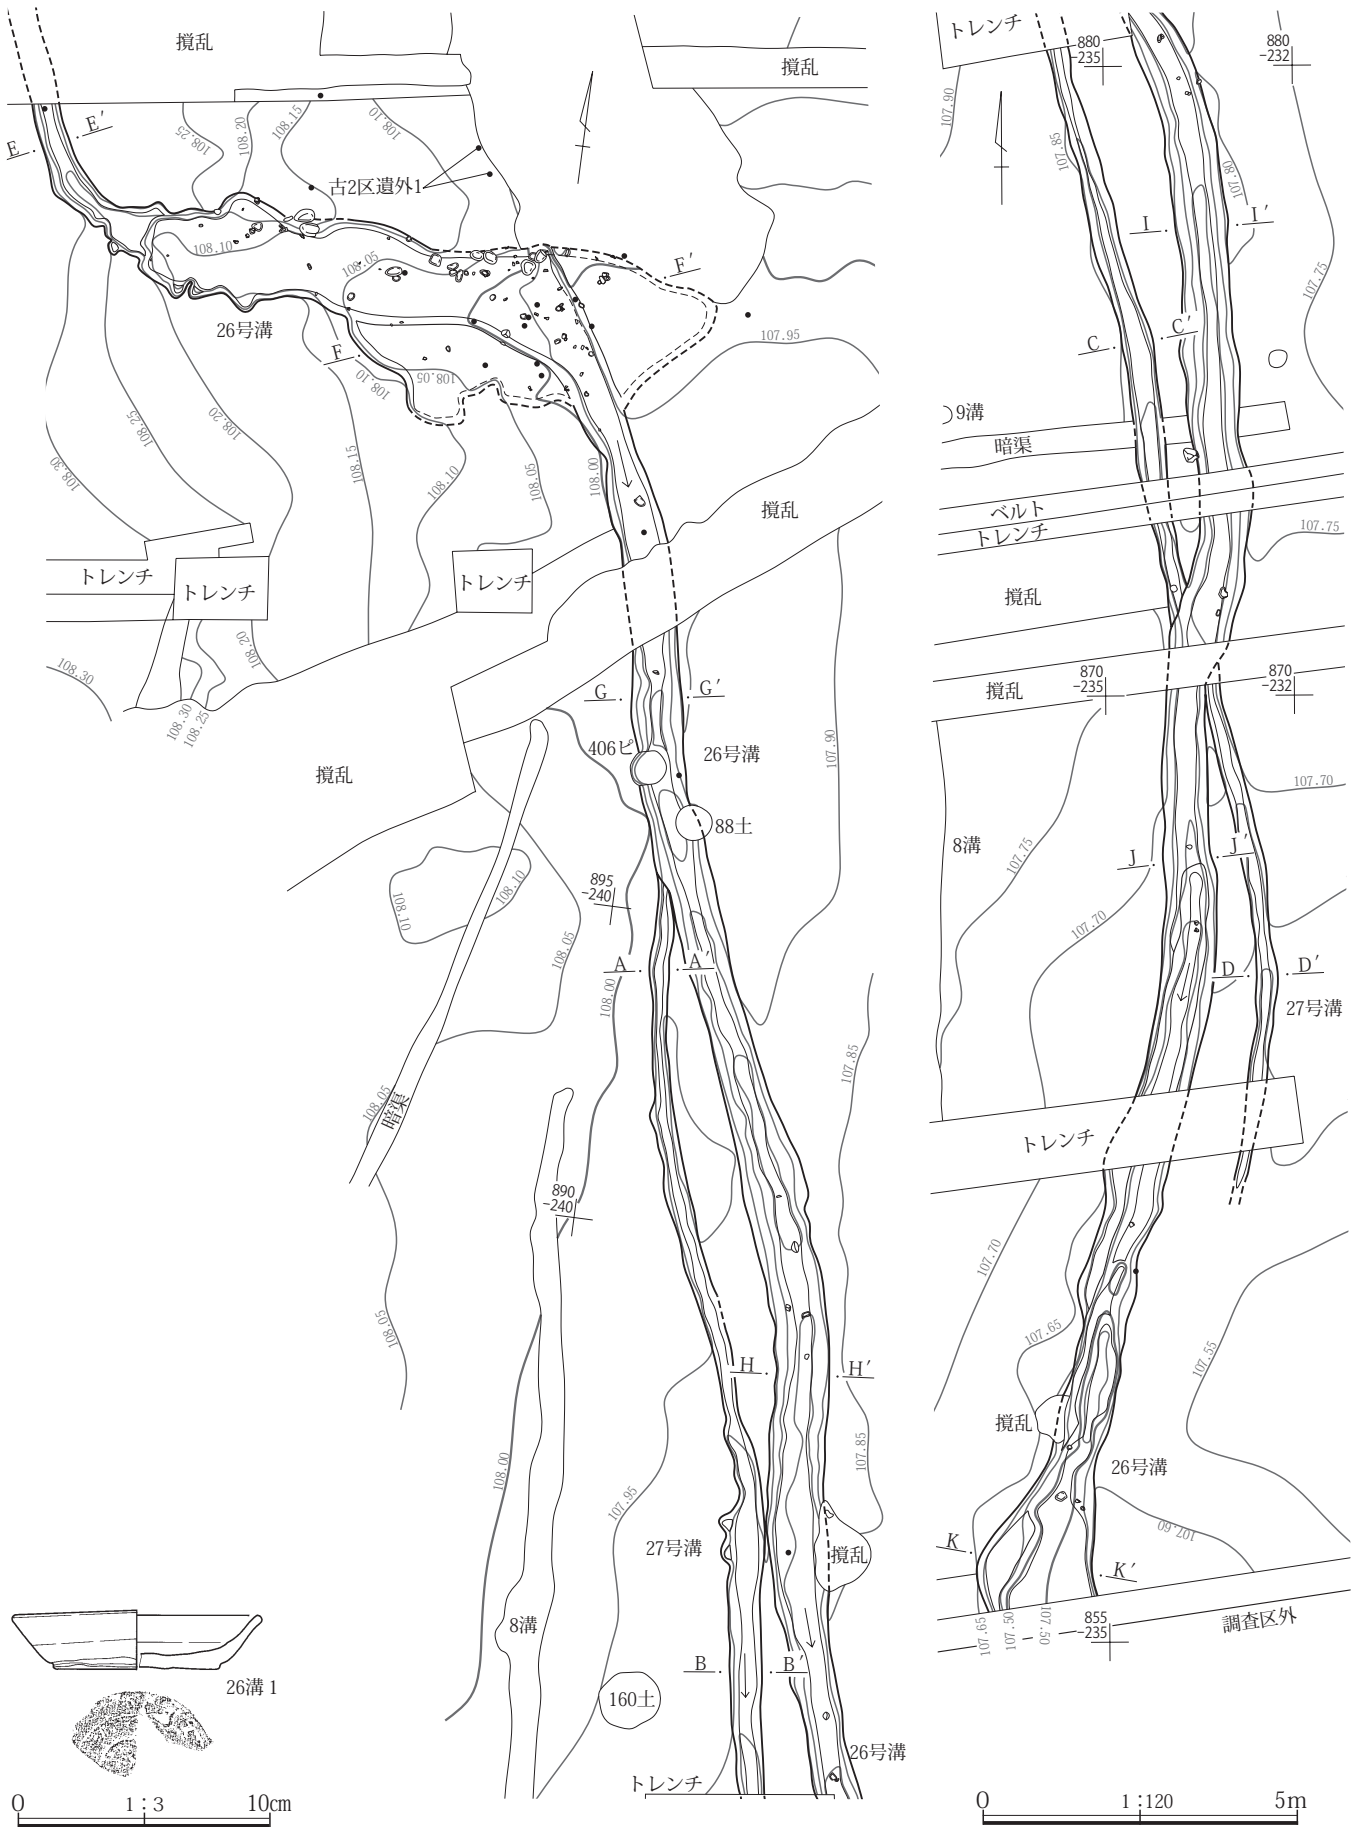 撹乱
撹乱
E
E′
108.25
108.20
108.15
108.10
古2区遺外1
108.10
108.05
F′
26号溝
F
108.10
108.05
107.95
108.30
108.25
108.20
108.15
108.10
108.05
108.00
撹乱
トレンチ
トレンチ
トレンチ
108.20
108.30
108.30
108.25
G
G′
406ピ
26号溝
107.90
撹乱
88土
895
-240
108.10
108.10
108.05
A
A′
108.00
107.85
108.05
暗渠
890
-240
108.05
H
H′
107.85
108.00
107.95
27号溝
撹乱
8溝
B
B′
160土
26号溝
トレンチ
トレンチ
880
-235
880
-232
107.90
107.85
107.80
I
I′
107.75
C
C′
9溝
暗渠
ベルト
トレンチ
107.75
撹乱
撹乱
870
-235
870
-232
107.70
8溝
107.75
J
J′
107.70
D
D′
27号溝
トレンチ
107.70
107.65
107.55
撹乱
26号溝
107.60
K
K′
調査区外
107.65
107.50
107.50
855
-235
26溝 1
0
1：3
10cm
0
1：120
5m